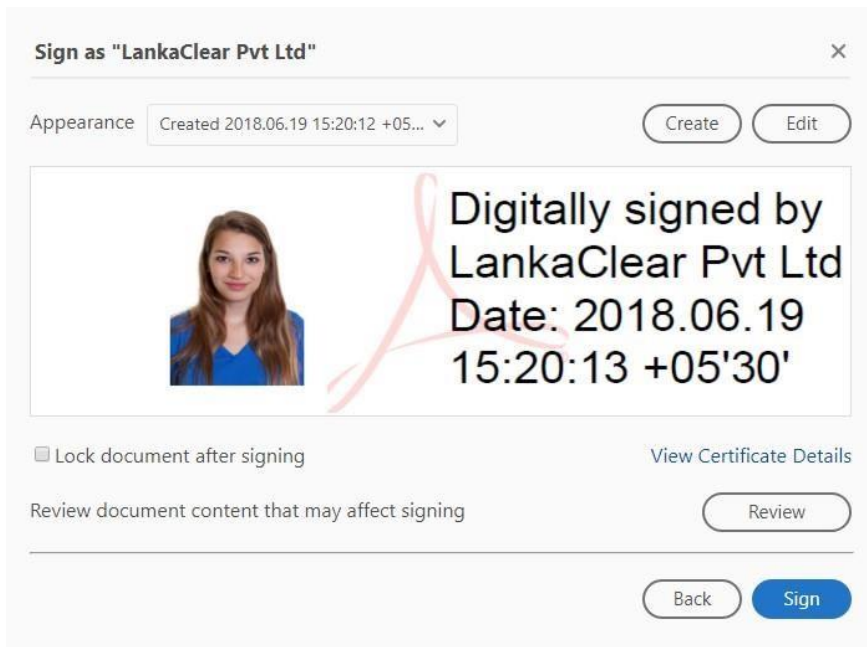 Sign as "LankaClear Pvt Ltd"
Appearance
Created 2018.06.19 15:20:12 +05...
Create
Edit
Digitally signed by
LankaClear Pvt Ltd
Date: 2018.06.19
15:20:13 +05'30'
Lock document after signing
View Certificate Details
Review document content that may affect signing
Review
Back
Sign